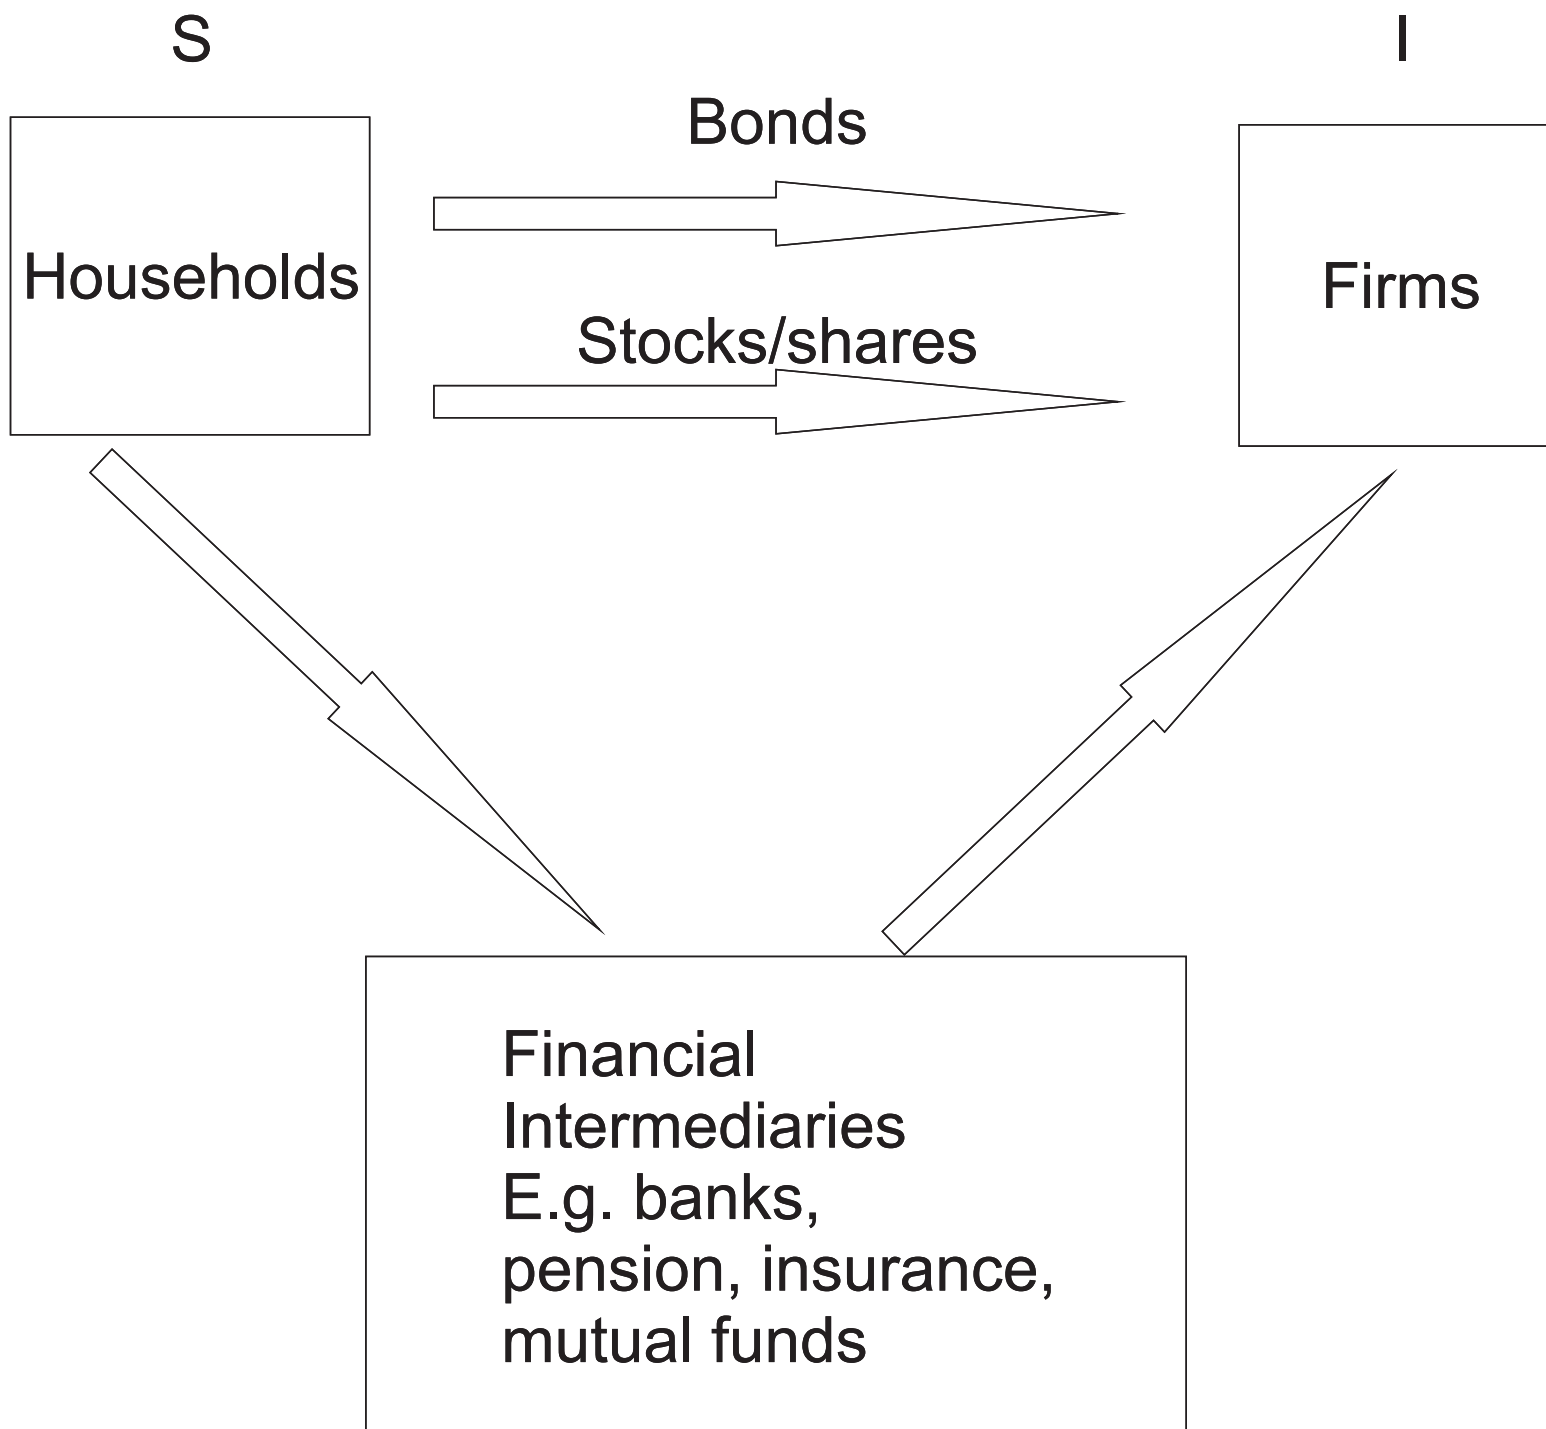 S
I
Bonds
Households
Firms
Stocks/shares
Financial
Intermediaries
E.g. banks,
pension, insurance,
mutual funds